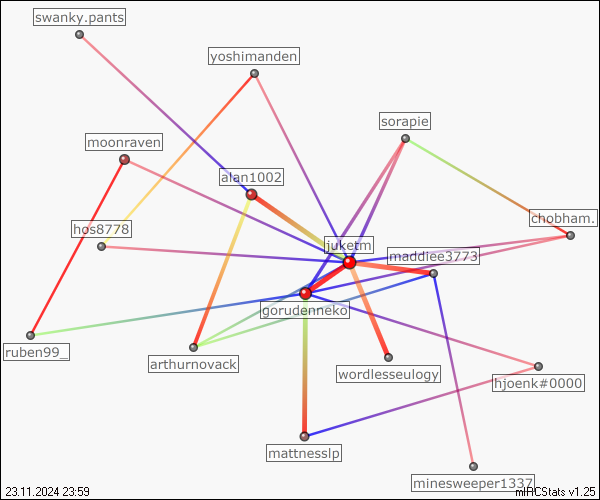 swanky.pants
yoshimanden
sorapie
moonraven
alan1002
chobham.
hos8778
juketm
maddiee3773
gorudenneko
ruben99_
arthurnovack
wordlesseulogy
hjoenk#0000
mattnesslp
minesweeper1337
23.11.2024 23:59
mIRCStats v1.25